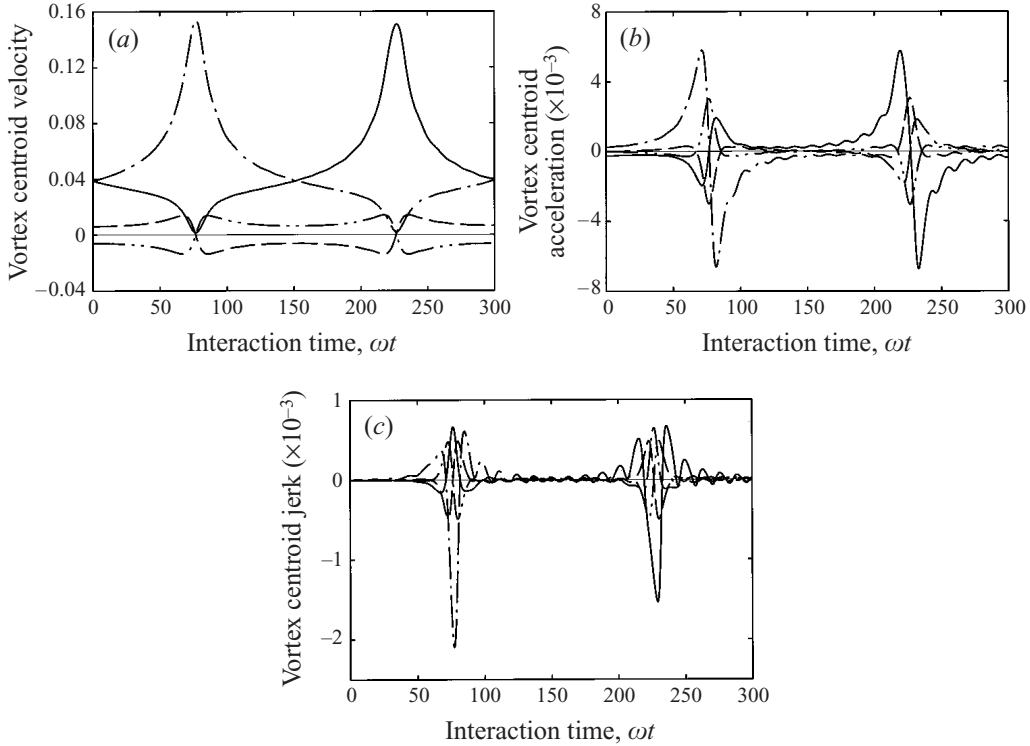 (a)
Vortex centroid velocity
0.16
0.12
0.08
0.04
0
–0.04
0 50 100 150 200 250 300
Interaction time, ωt
(b)
Vortex centroid
acceleration (×10⁻³)
8
4
0
–4
–8
0 50 100 150 200 250 300
Interaction time, ωt
(c)
Vortex centroid jerk (×10⁻³)
1
0
–1
–2
0 50 100 150 200 250 300
Interaction time, ωt